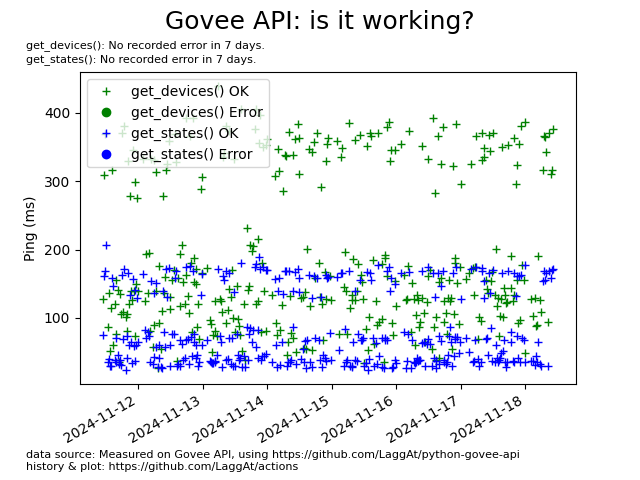 Govee API: is it working?
get_devices(): No recorded error in 7 days.
get_states(): No recorded error in 7 days.
get_devices() OK
get_devices() Error
get_states() OK
get_states() Error
Ping (ms)
400
300
200
100
2024-11-12
2024-11-13
2024-11-14
2024-11-15
2024-11-16
2024-11-17
2024-11-18
data source: Measured on Govee API, using https://github.com/LaggAt/python-govee-api
history & plot: https://github.com/LaggAt/actions